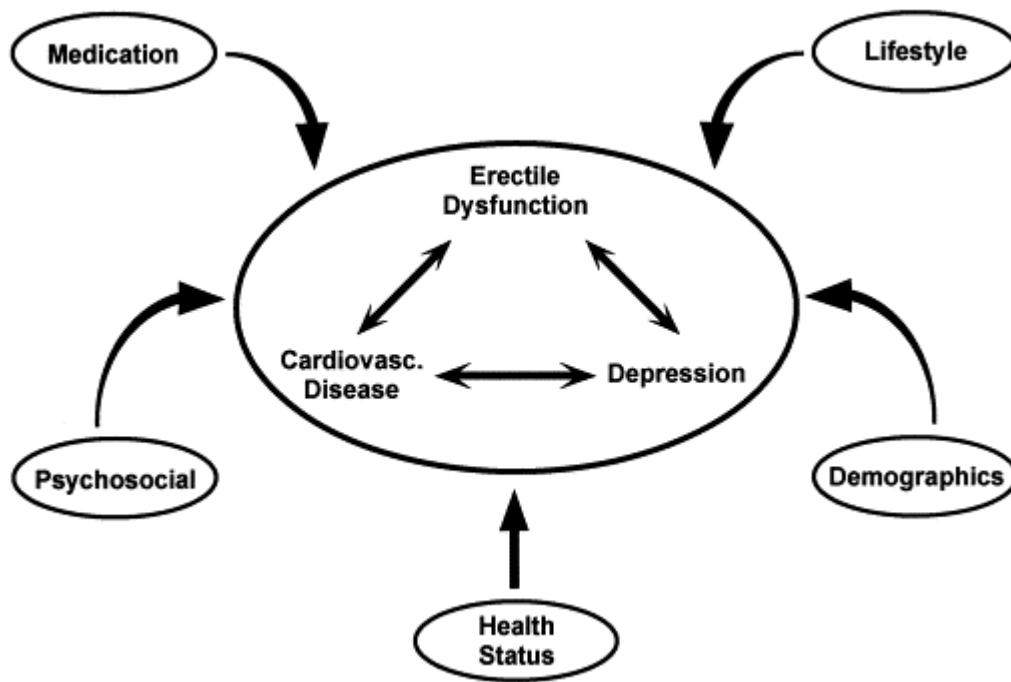 Medication
Lifestyle
Erectile
Dysfunction
Cardiovasc.
Disease
Depression
Psychosocial
Demographics
Health
Status